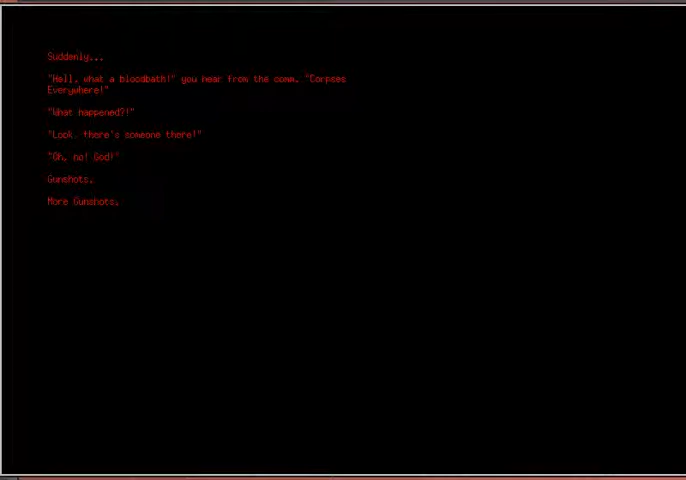 Suddenly...
"Hell, what a bloodbath!" you hear from the comm. "Corpses
Everywhere!"
"What happened?!"
"Look, there's someone there!"
"Oh, no! God!"
Gunshots.
More Gunshots.